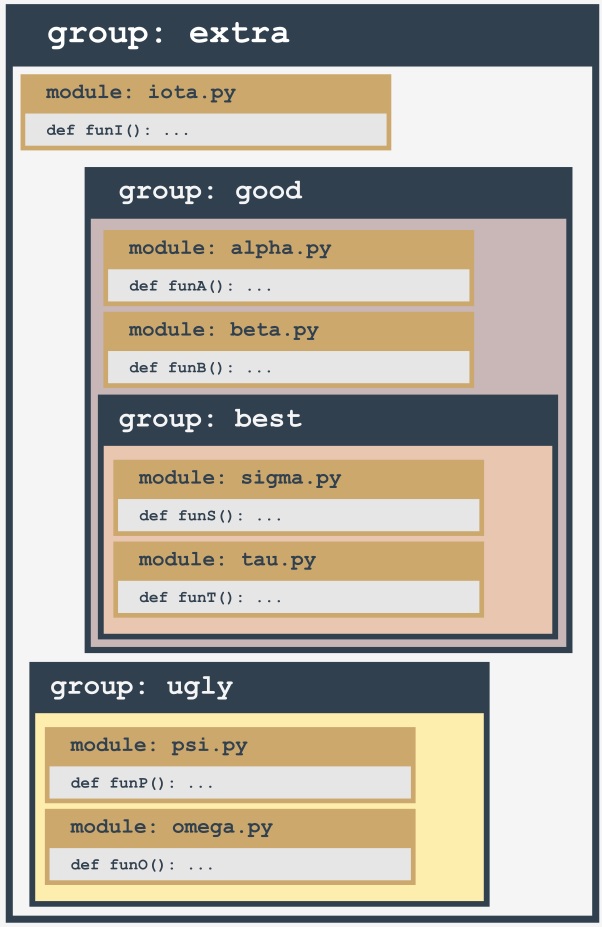 group: extra
module: iota.py
def funI(): ...
group: good
module: alpha.py
def funA(): ...
module: beta.py
def funB(): ...
group: best
module: sigma.py
def funS(): ...
module: tau.py
def funT(): ...
group: ugly
module: psi.py
def funP(): ...
module: omega.py
def funO(): ...